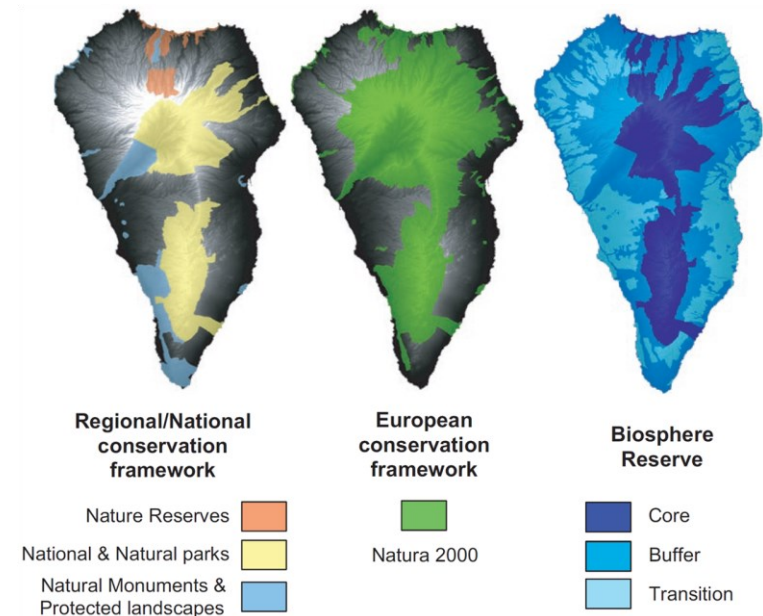 Regional/National
conservation
framework
European
conservation
framework
Biosphere
Reserve
Nature Reserves
National & Natural parks
Natural Monuments &
Protected landscapes
Natura 2000
Core
Buffer
Transition